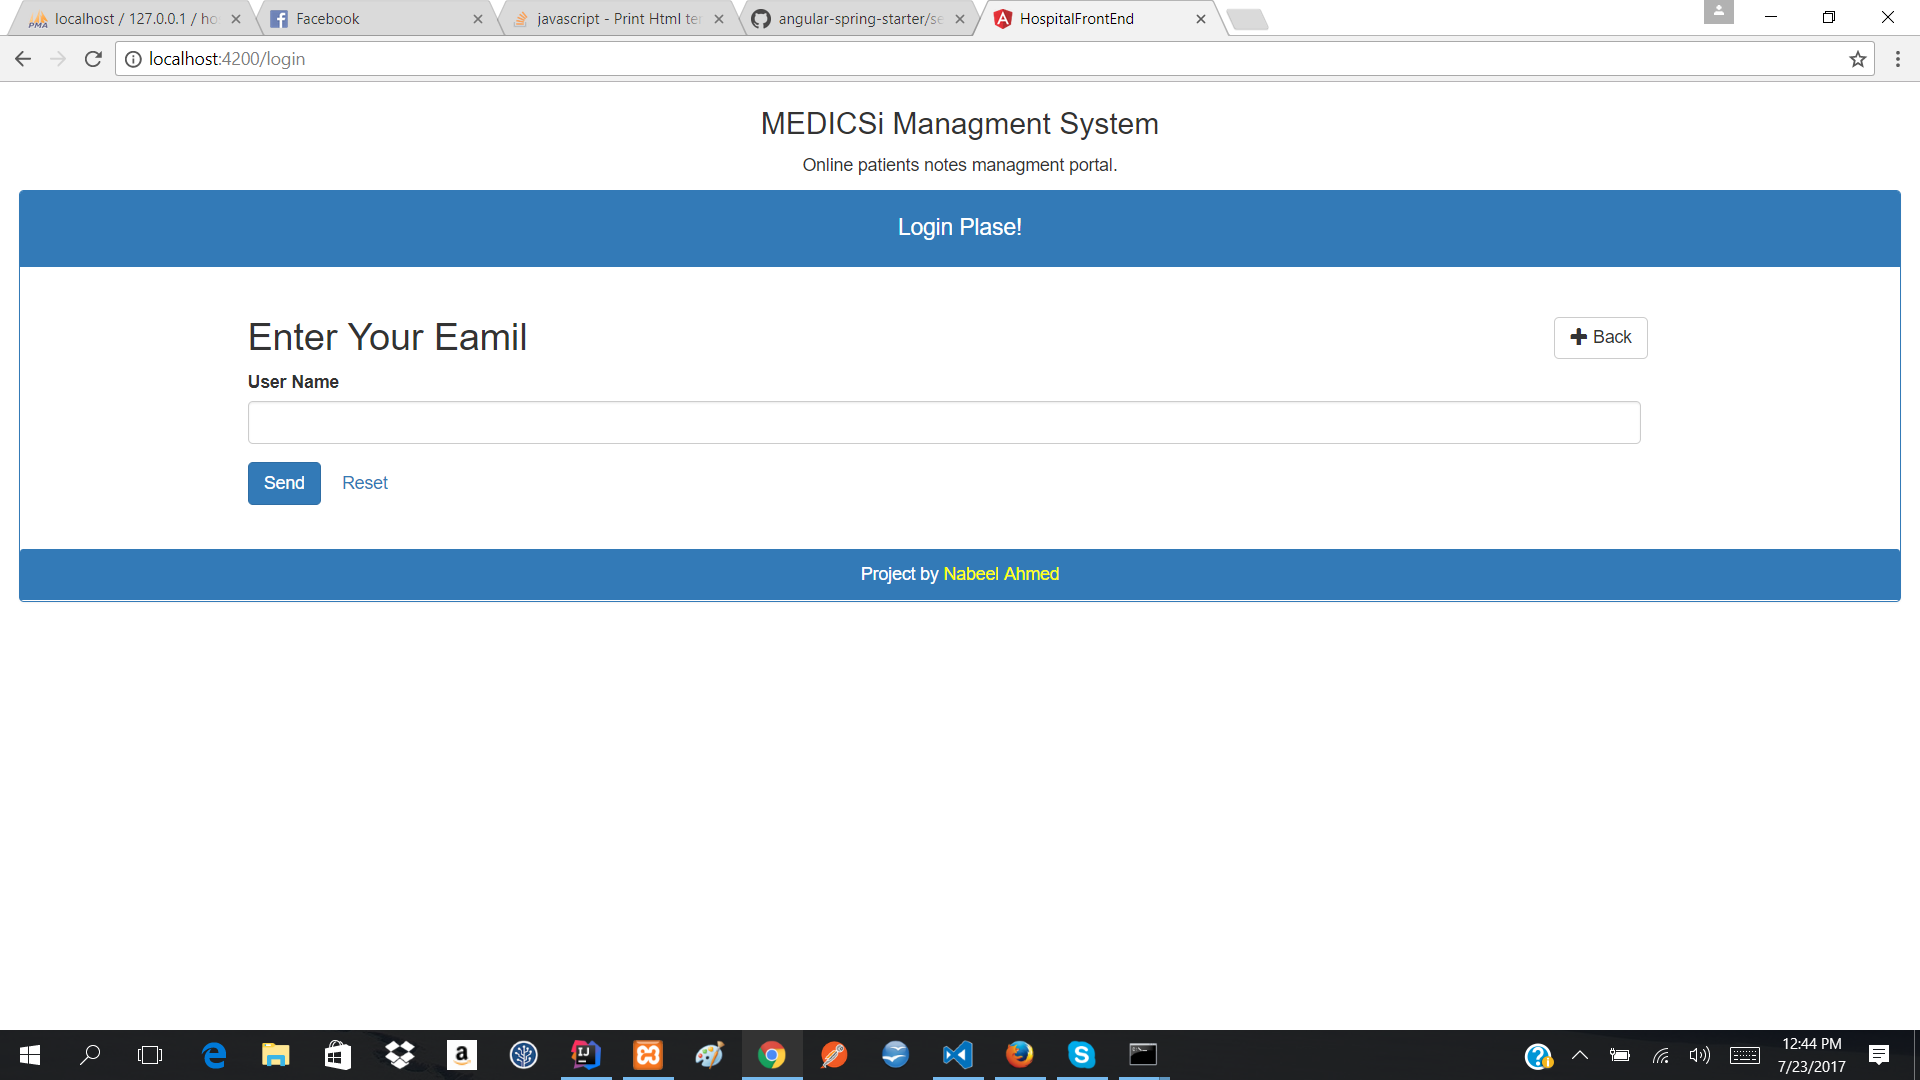 localhost / 127.0.0.1 / ho
Facebook
javascript - Print Html te
angular-spring-starter/se
HospitalFrontEnd
localhost:4200/login
MEDICSi Managment System
Online patients notes managment portal.
Login Plase!
Enter Your Eamil
Back
User Name
Send
Reset
Project by Nabeel Ahmed
12:44 PM
7/23/2017